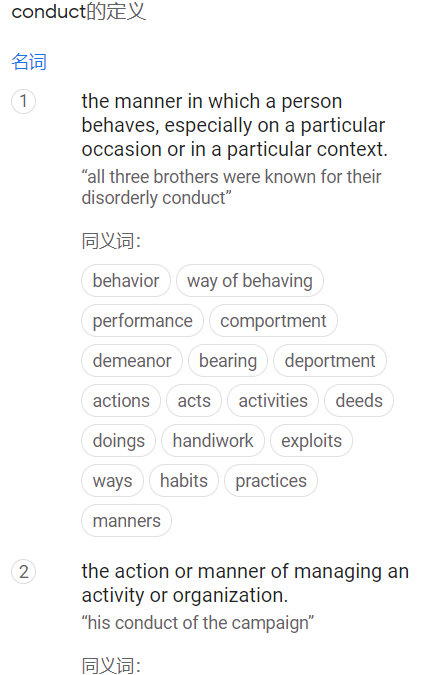 conduct的定义
名词
1 the manner in which a person
behaves, especially on a particular
occasion or in a particular context.
“all three brothers were known for their
disorderly conduct”
同义词：
behavior way of behaving
performance comportment
demeanor bearing deportment
actions acts activities deeds
doings handiwork exploits
ways habits practices
manners
2 the action or manner of managing an
activity or organization.
“his conduct of the campaign”
同义词：